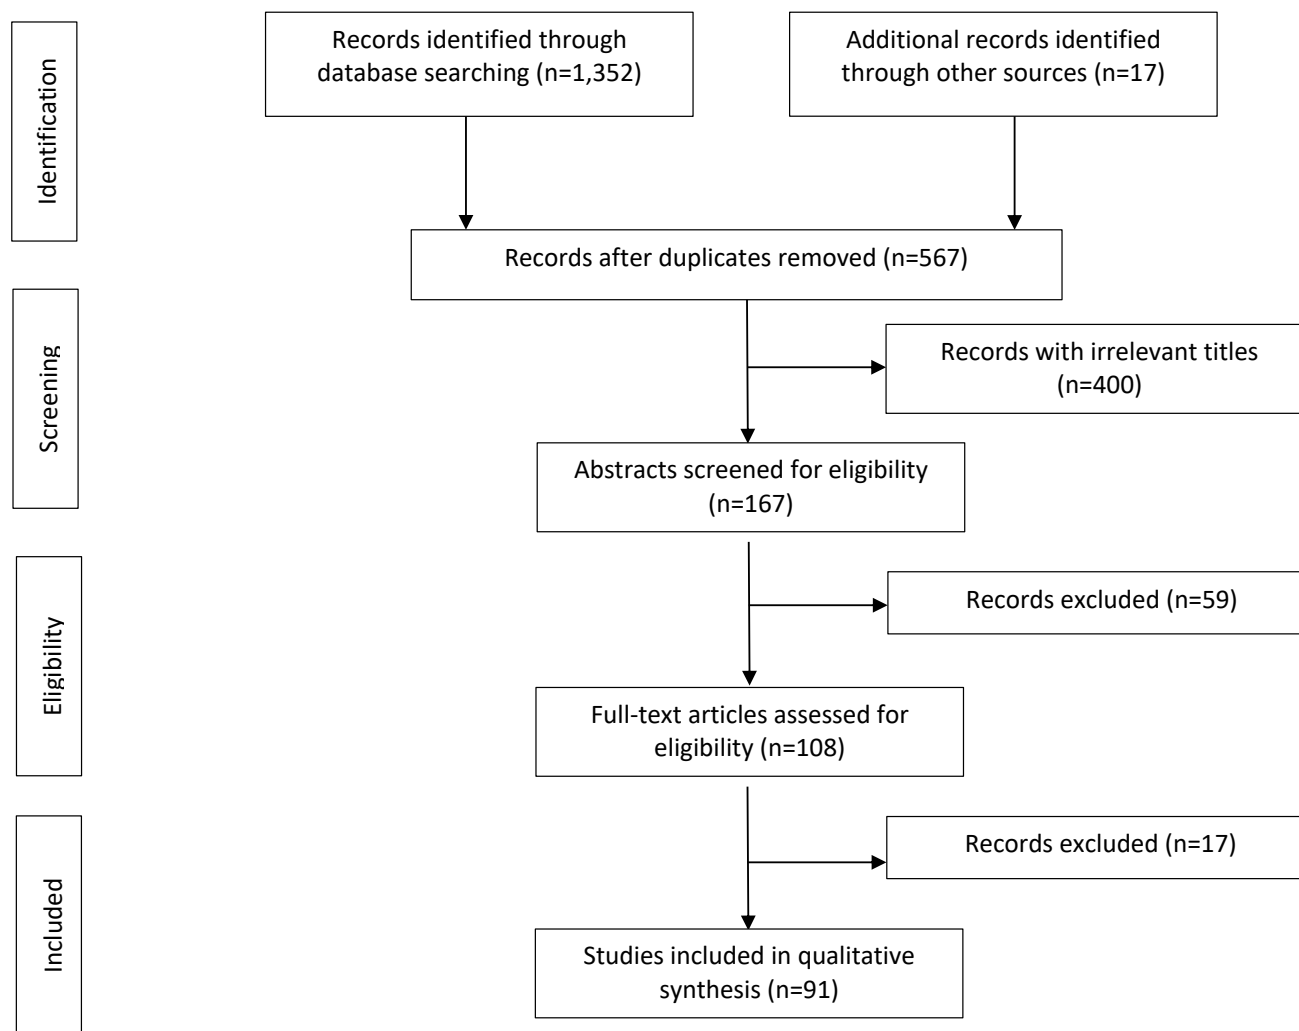 Identification
Records identified through
database searching (n=1,352)
Additional records identified
through other sources (n=17)
Records after duplicates removed (n=567)
Screening
Records with irrelevant titles
(n=400)
Abstracts screened for eligibility
(n=167)
Eligibility
Records excluded (n=59)
Full-text articles assessed for
eligibility (n=108)
Included
Records excluded (n=17)
Studies included in qualitative
synthesis (n=91)